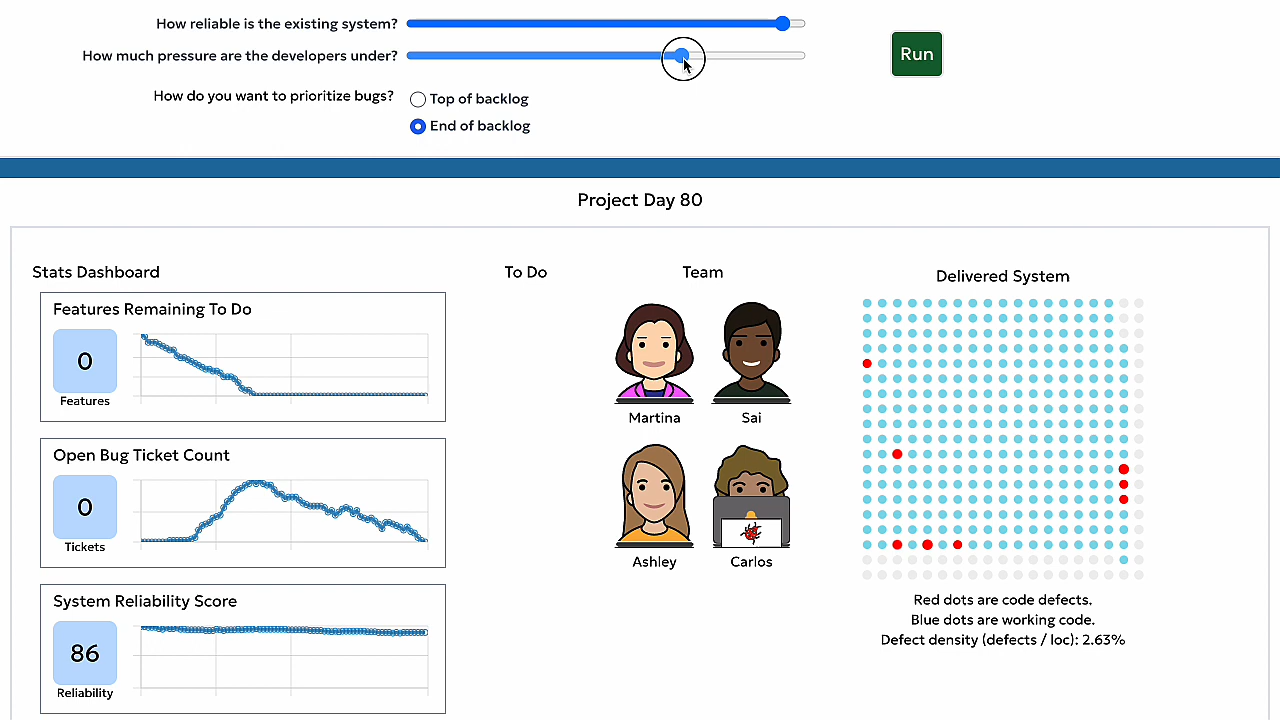 How reliable is the existing system?
How much pressure are the developers under?
Run
How do you want to prioritize bugs?
Top of backlog
End of backlog
Project Day 80
Stats Dashboard
To Do
Team
Delivered System
Features Remaining To Do
0
Features
Martina
Sai
Open Bug Ticket Count
0
Tickets
Ashley
Carlos
System Reliability Score
86
Reliability
Red dots are code defects.
Blue dots are working code.
Defect density (defects / loc): 2.63%